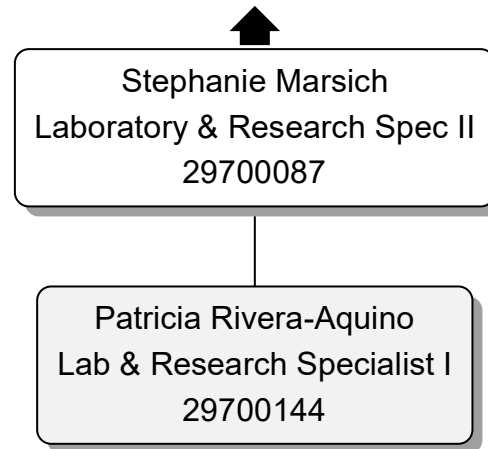 Stephanie Marsich
Laboratory & Research Spec II
29700087
Patricia Rivera-Aquino
Lab & Research Specialist I
29700144